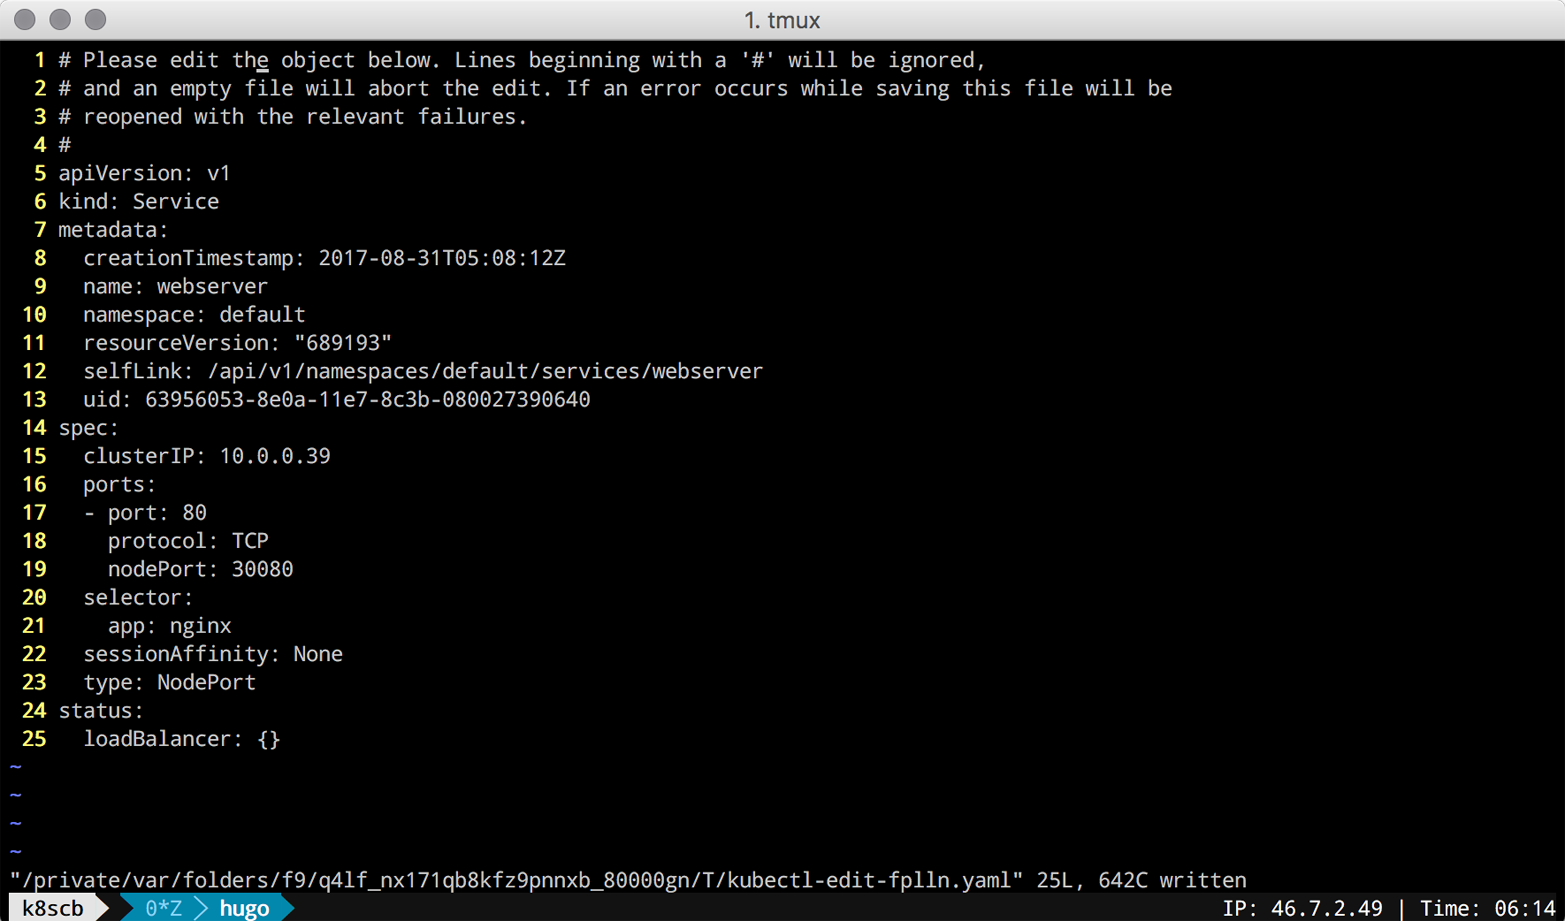 1. tmux
1 # Please edit the object below. Lines beginning with a '#' will be ignored,
2 # and an empty file will abort the edit. If an error occurs while saving this file will be
3 # reopened with the relevant failures.
4 #
5 apiVersion: v1
6 kind: Service
7 metadata:
8   creationTimestamp: 2017-08-31T05:08:12Z
9   name: webserver
10   namespace: default
11   resourceVersion: "689193"
12   selfLink: /api/v1/namespaces/default/services/webserver
13   uid: 63956053-8e0a-11e7-8c3b-080027390640
14 spec:
15   clusterIP: 10.0.0.39
16   ports:
17   - port: 80
18     protocol: TCP
19     nodePort: 30080
20   selector:
21     app: nginx
22   sessionAffinity: None
23   type: NodePort
24 status:
25   loadBalancer: {}
~
~
~
~
"/private/var/folders/f9/q4lf_nx171qb8kfz9pnnxb_80000gn/T/kubectl-edit-fplln.yaml" 25L, 642C written
k8scb 0*Z hugo IP: 46.7.2.49 | Time: 06:14